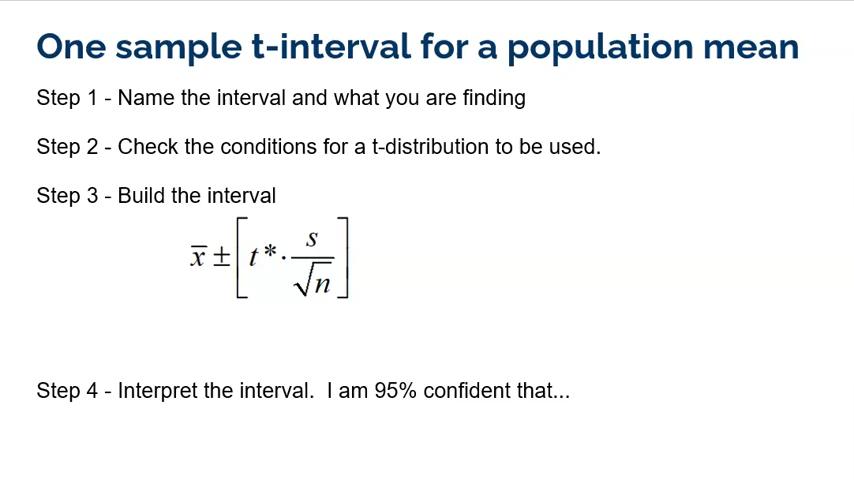 One sample t-interval for a population mean
Step 1 - Name the interval and what you are finding
Step 2 - Check the conditions for a t-distribution to be used.
Step 3 - Build the interval
x̅ ± [ t* · s/√n ]
Step 4 - Interpret the interval.  I am 95% confident that...